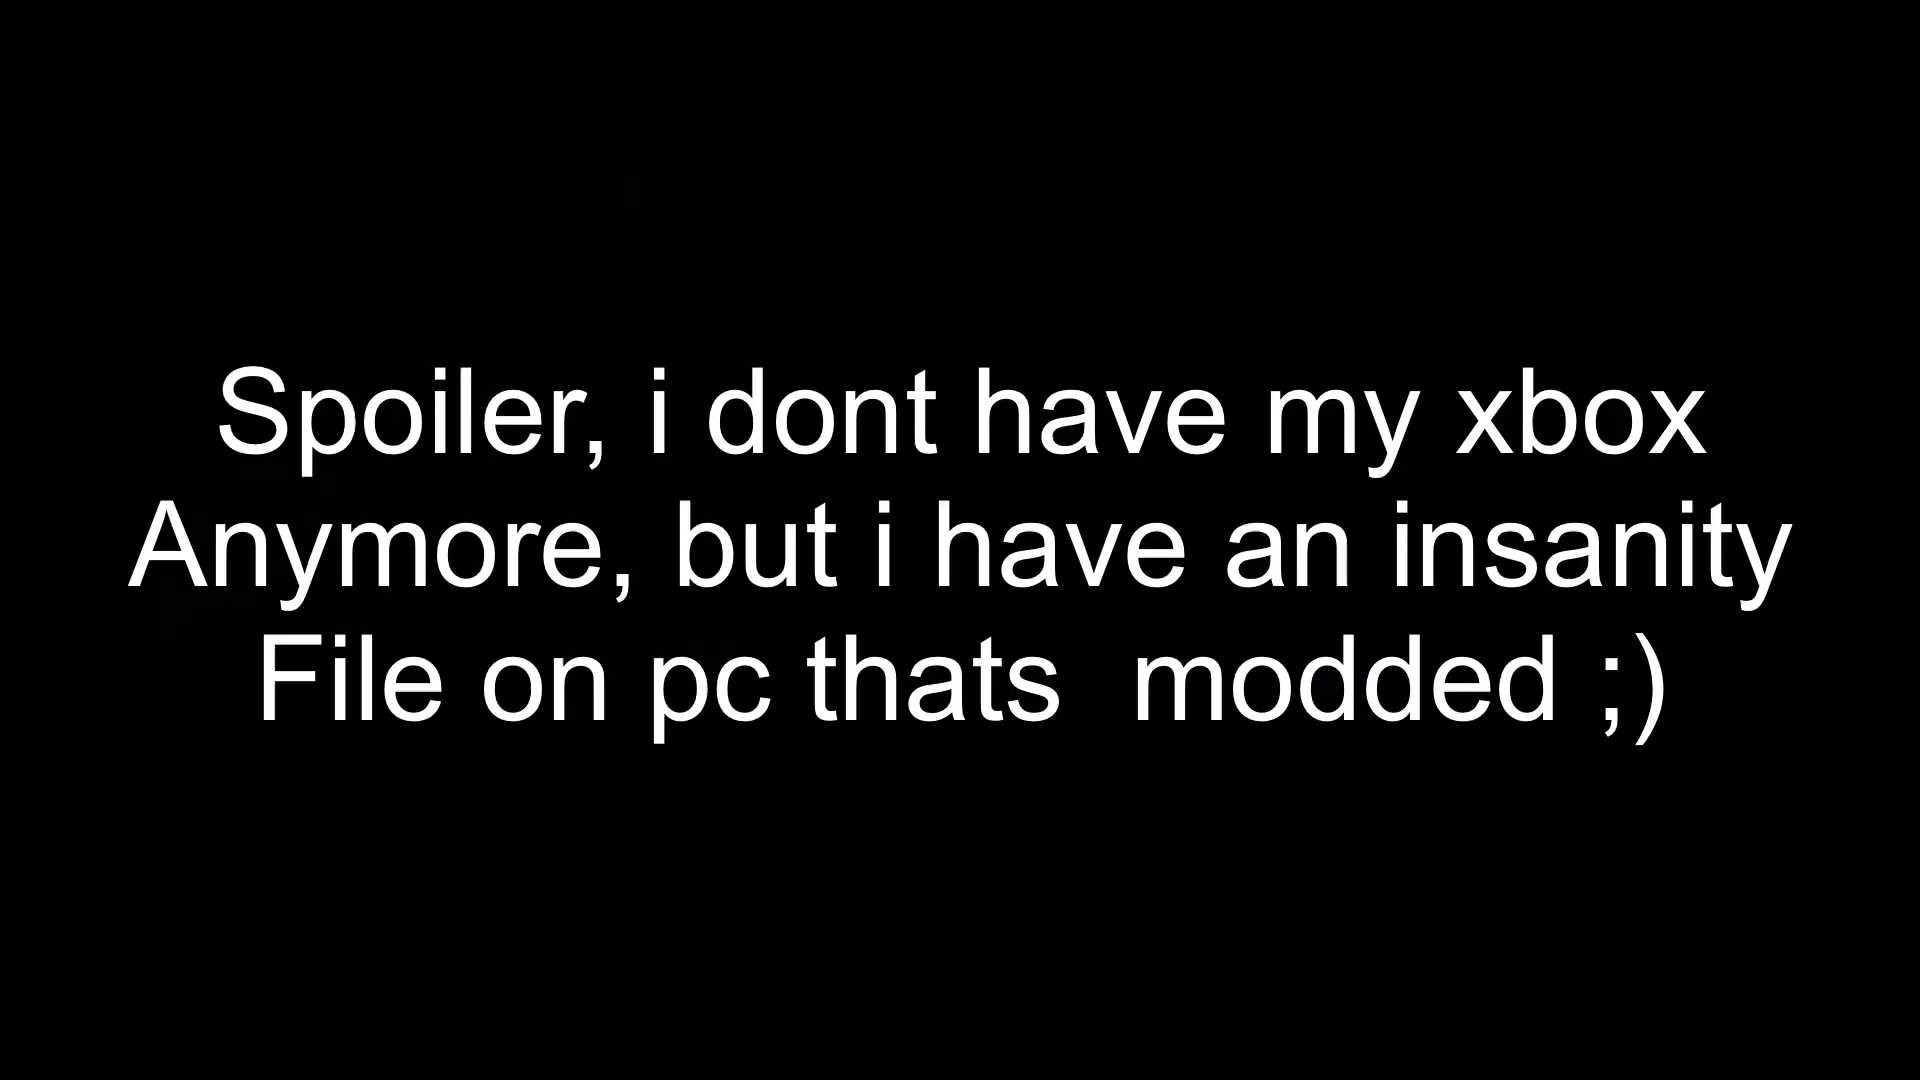 Spoiler, i dont have my xbox
Anymore, but i have an insanity
File on pc thats  modded ;)